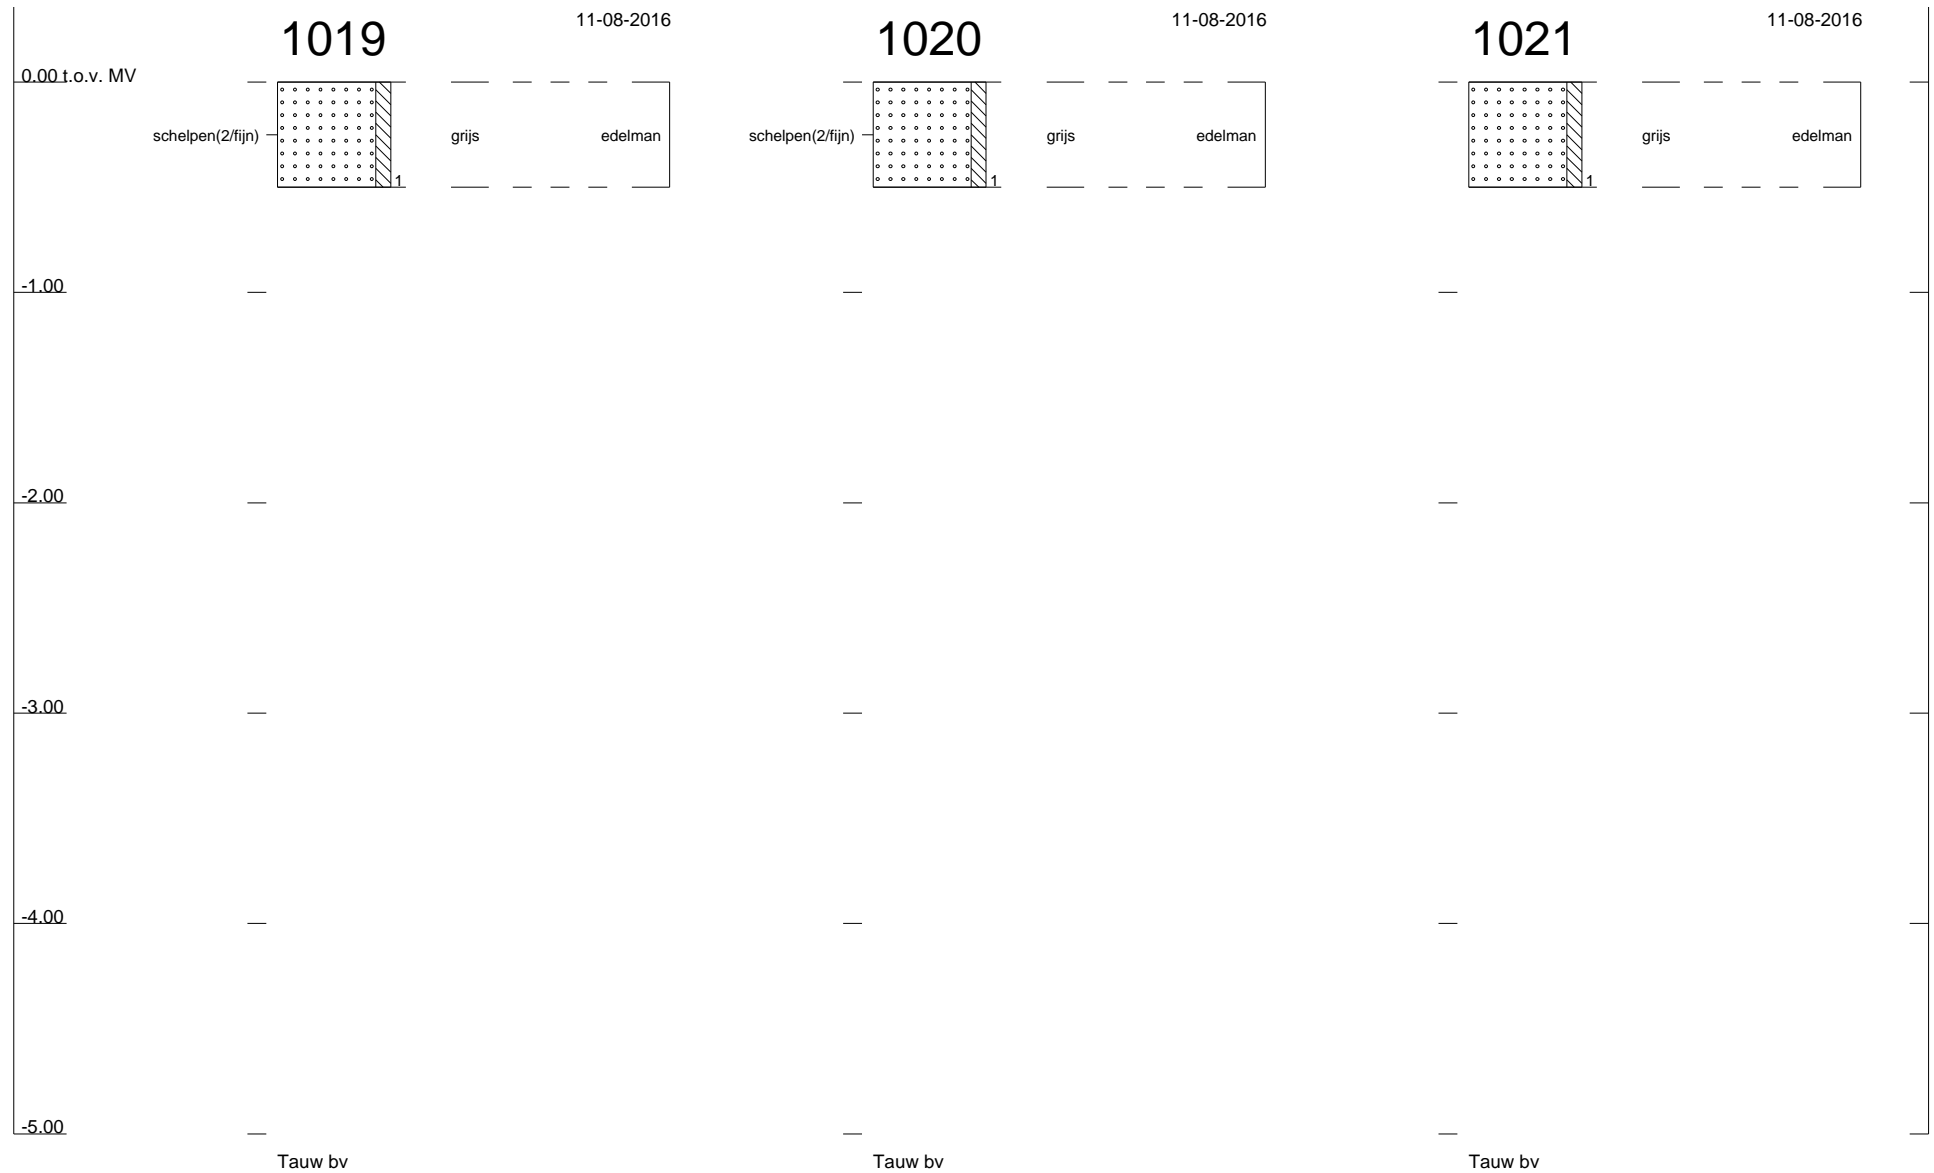 1019 11-08-2016 1020 11-08-2016 1021 11-08-2016
0.00 t.o.v. MV
schelpen(2/fijn) grijs edelman schelpen(2/fijn) grijs edelman grijs edelman
1 1 1
-1.00
-2.00
-3.00
-4.00
-5.00
Tauw bv Tauw bv Tauw bv